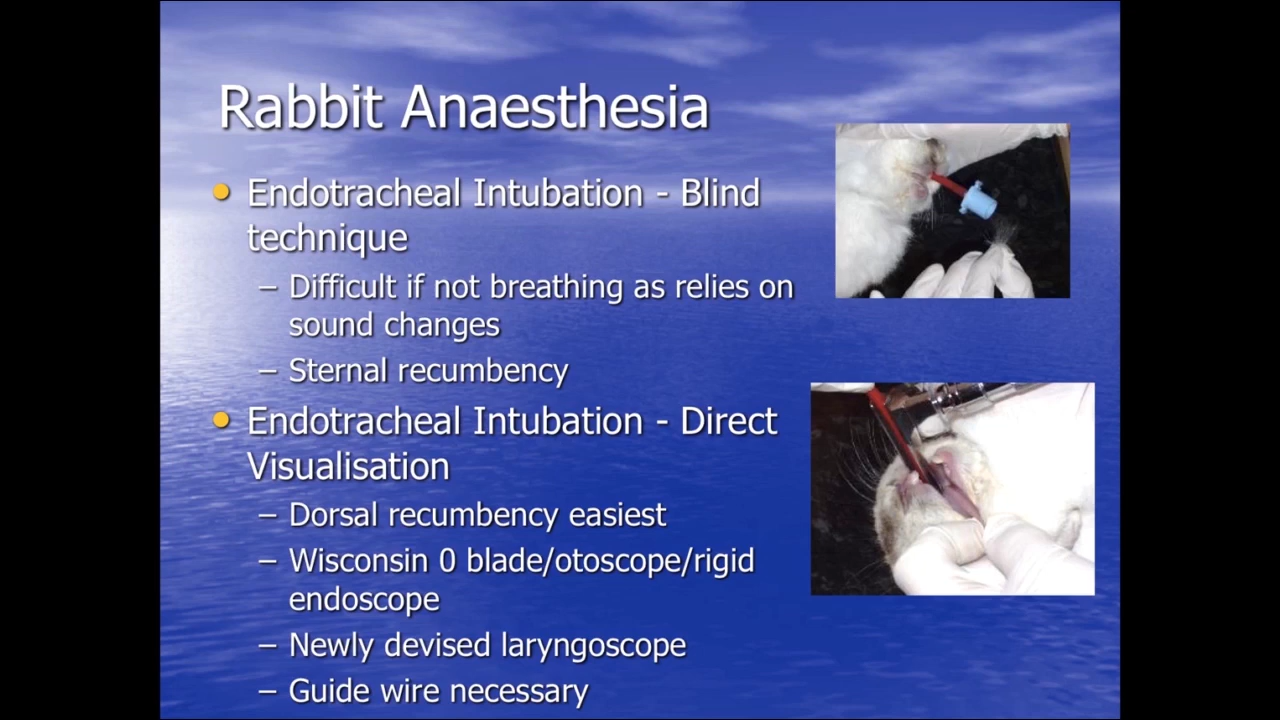 Rabbit Anaesthesia
• Endotracheal Intubation - Blind
technique
– Difficult if not breathing as relies on
sound changes
– Sternal recumbency
• Endotracheal Intubation - Direct
Visualisation
– Dorsal recumbency easiest
– Wisconsin 0 blade/otoscope/rigid
endoscope
– Newly devised laryngoscope
– Guide wire necessary